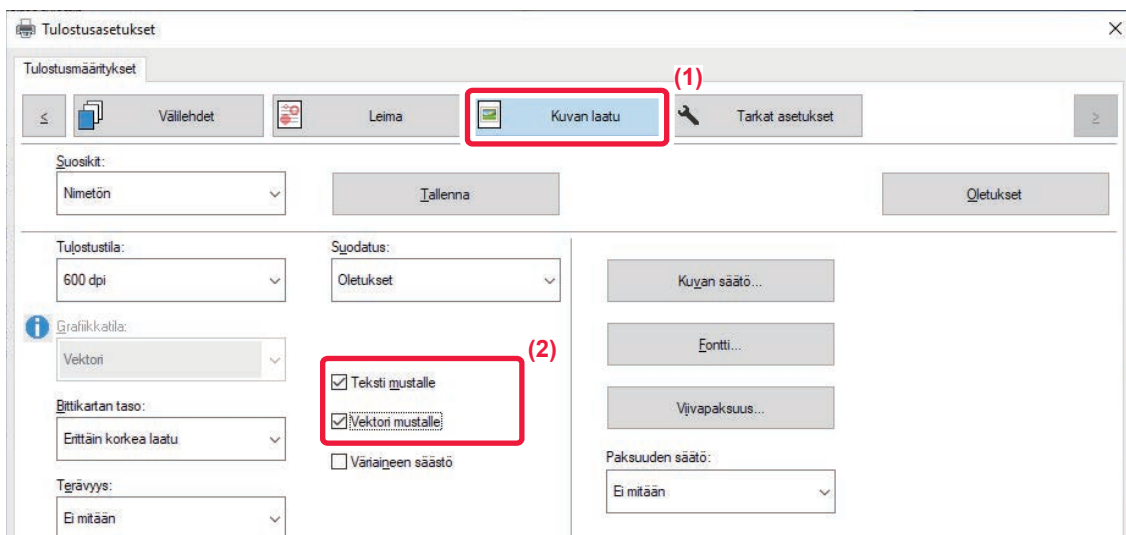 Tulostusasetukset
Tulostusmääritykset
(1)
<
Välilehdet
Leima
Kuvan laatu
Tarkat asetukset
>
Suosikit:
Nimetön
Tallenna
Oletukset
Tulostustila:
600 dpi
Suodatus:
Oletukset
Kuvan säätö...
Grafiikkatila:
Vektori
(2)
Fontti...
Teksti mustalle
Bittikartan taso:
Erittäin korkea laatu
Vektori mustalle
Viivapaksuus...
Väriaineen säästö
Paksuuden säätö:
Ei mitään
Terävyys:
Ei mitään